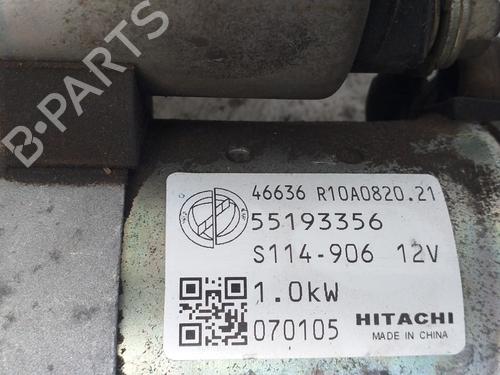 B-PARTS
46636 R10A0820.21
55193356
S114-906 12V
1.0kW
070105 HITACHI
MADE IN CHINA